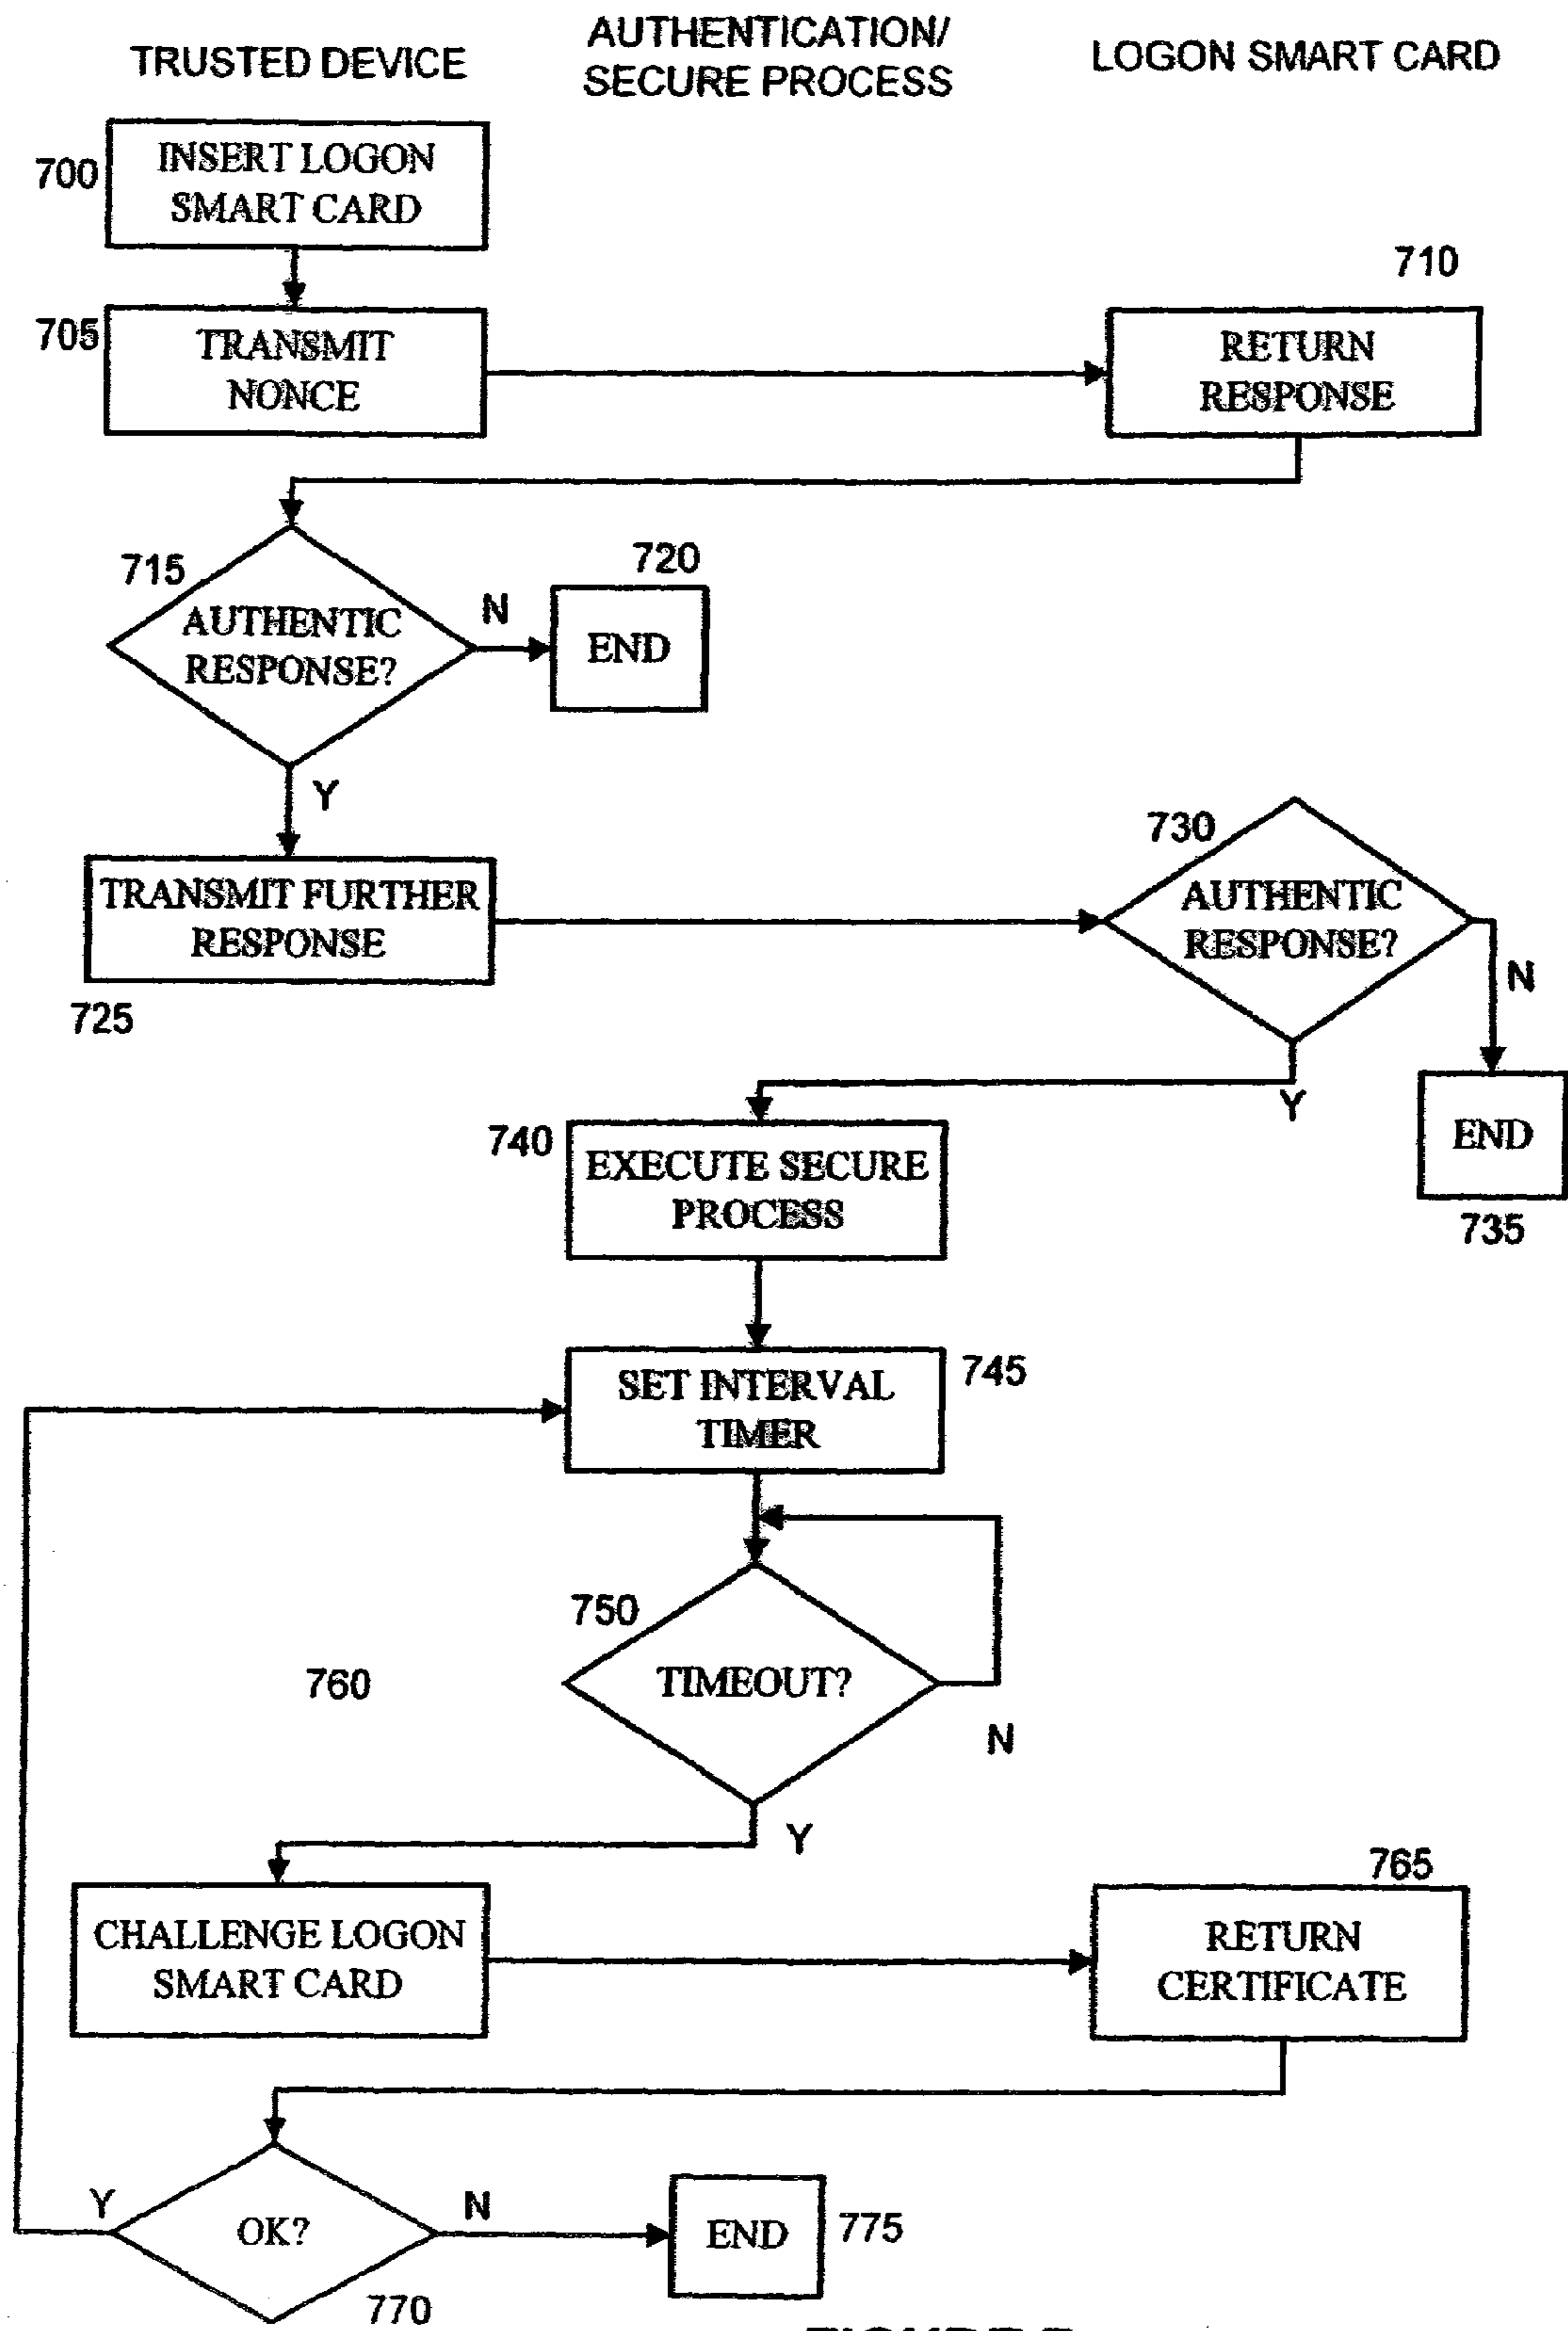 TRUSTED DEVICE
AUTHENTICATION/
SECURE PROCESS
LOGON SMART CARD
700
INSERT LOGON
SMART CARD
710
705
TRANSMIT
NONCE
RETURN
RESPONSE
715
AUTHENTIC
RESPONSE?
N
720
END
Y
730
TRANSMIT FURTHER
RESPONSE
725
AUTHENTIC
RESPONSE?
N
Y
END
735
740
EXECUTE SECURE
PROCESS
SET INTERVAL
TIMER
745
750
760
TIMEOUT?
N
Y
765
CHALLENGE LOGON
SMART CARD
RETURN
CERTIFICATE
Y
OK?
N
END
775
770